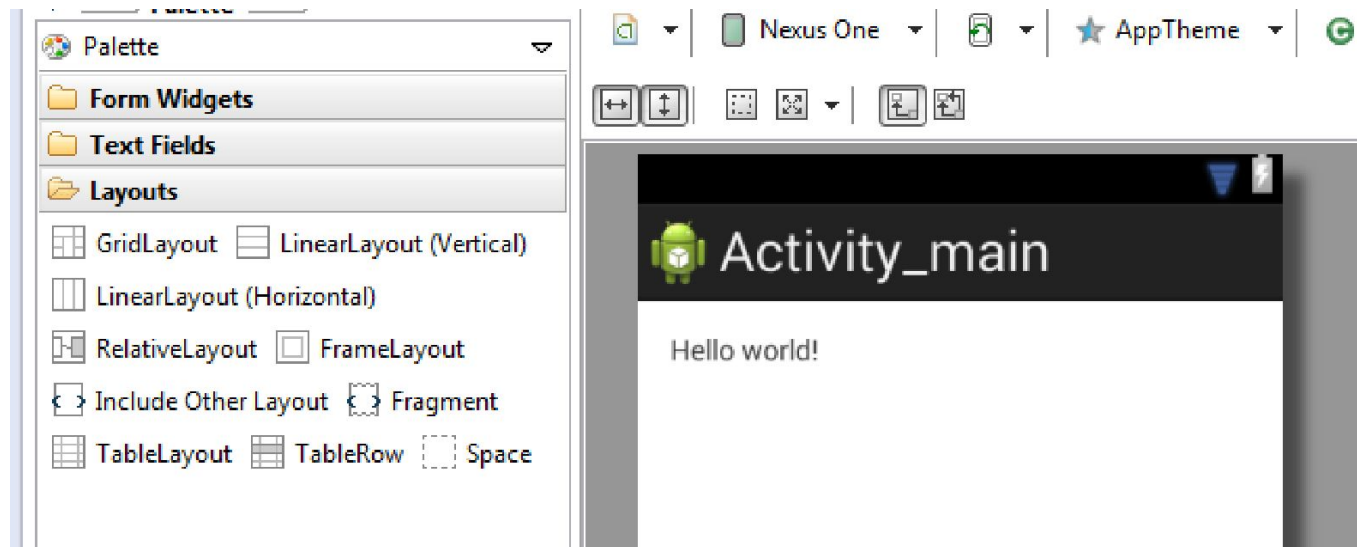 Palette
Palette
Form Widgets
Text Fields
Layouts
GridLayout LinearLayout (Vertical)
LinearLayout (Horizontal)
RelativeLayout FrameLayout
Include Other Layout Fragment
TableLayout TableRow Space
Nexus One AppTheme
Activity_main
Hello world!